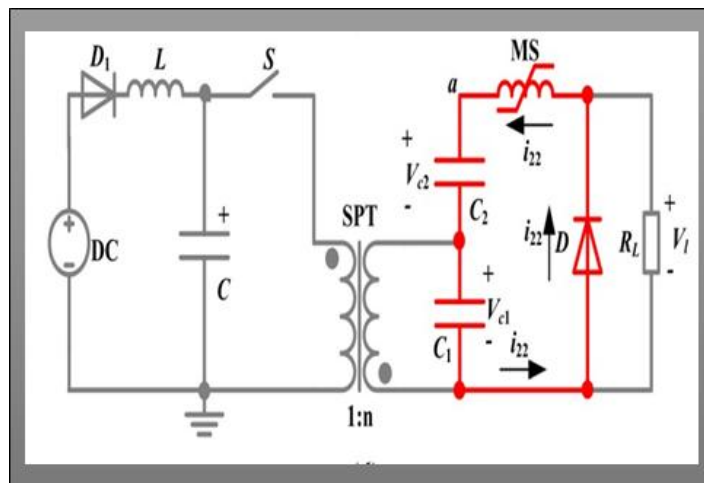 D1 L S MS
a
i22
+
Vc2
-
C2
SPT
+
DC
-
+
C
i22 D
RL
+
Vl
-
+
Vc1
-
C1
i22
1:n